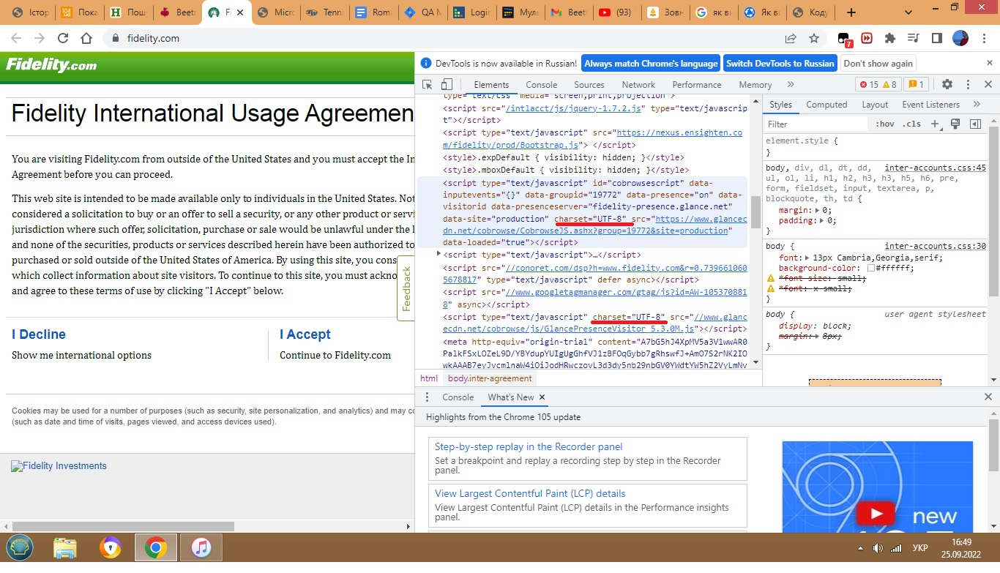 Істор
Пока
Пошу
Beetr
F
Micro
Tenni
Roma
QA M
Login
Муль
Beetr
(93)
Зовн
як ви
Як ви
Коду
fidelity.com
7
Fidelity.com
Fidelity International Usage Agreemen
You are visiting Fidelity.com from outside of the United States and you must accept the In
Agreement before you can proceed.
This web site is intended to be made available only to individuals in the United States. Not
considered a solicitation to buy or an offer to sell a security, or any other product or servi
jurisdiction where such offer, solicitation, purchase or sale would be unlawful under the l
and none of the securities, products or services described herein have been authorized to
purchased or sold outside of the United States of America. By using this site, you cons
which collect information about site visitors. To continue to this site, you must ackno
and agree to these terms of use by clicking "I Accept" below.
Feedback
I Decline
I Accept
Show me international options
Continue to Fidelity.com
Cookies may be used for a number of purposes (such as security, site personalization, and analytics) and may co
(such as date and time of visits, pages viewed, and access devices used).
Fidelity Investments
DevTools is now available in Russian!
Always match Chrome's language
Switch DevTools to Russian
Don't show again
Elements
Console
Sources
Network
Performance
Memory
15
8
1
type="text/css" media="screen,print,projection">
<script src="/intlacct/js/jquery-1.7.2.js" type="text/javascrip
t"></script>
<script type="text/javascript" src="https://nexus.ensighten.co
m/fidelity/prod/Bootstrap.js"> </script>
<style>.expDefault { visibility: hidden; }</style>
<style>.mboxDefault { visibility: hidden; }</style>
<script type="text/javascript" id="cobrowsescript" data-
inputevents="{}" data-groupid="19772" data-presence="on" data-
visitorid data-presenceserver="fidelity-presence.glance.net"
data-site="production" charset="UTF-8" src="https://www.glancec
dn.net/cobrowse/CobrowseJS.ashx?group=19772&site=production"
data-loaded="true"></script>
<script type="text/javascript">…</script>
<script src="//conoret.com/dsp?h=www.fidelity.com&r=0.739661060
5678817" type="text/javascript" defer async></script>
<script src="//www.googletagmanager.com/gtag/js?id=AW-105370881
8" async></script>
<script type="text/javascript" charset="UTF-8" src="//www.glanc
ecdn.net/cobrowse/js/GlancePresenceVisitor_5.3.0M.js"></script>
<meta http-equiv="origin-trial" content="A7bG5hJ4XpMV5a3V1wwAR0
html
body.inter-agreement
Styles
Computed
Layout
Event Listeners
Filter
:hov
.cls
element.style {
}
body, div, dl, dt, dd,
inter-accounts.css:45
ul, ol, li, h1, h2, h3, h3, h5, h6, pre,
form, fieldset, input, textarea, p,
blockquote, th, td {
margin: 0;
padding: 0;
}
body {
inter-accounts.css:30
font: 13px Cambria,Georgia,serif;
background-color: #ffffff;
*font-size: small;
*font: x-small;
}
body {
user agent stylesheet
display: block;
margin: 8px;
}
Console
What's New
Highlights from the Chrome 105 update
Step-by-step replay in the Recorder panel
Set a breakpoint and replay a recording step by step in the Recorder
panel.
View Largest Contentful Paint (LCP) details
View Largest Contentful Paint (LCP) details in the Performance insights
panel.
new
УКР
16:49
25.09.2022